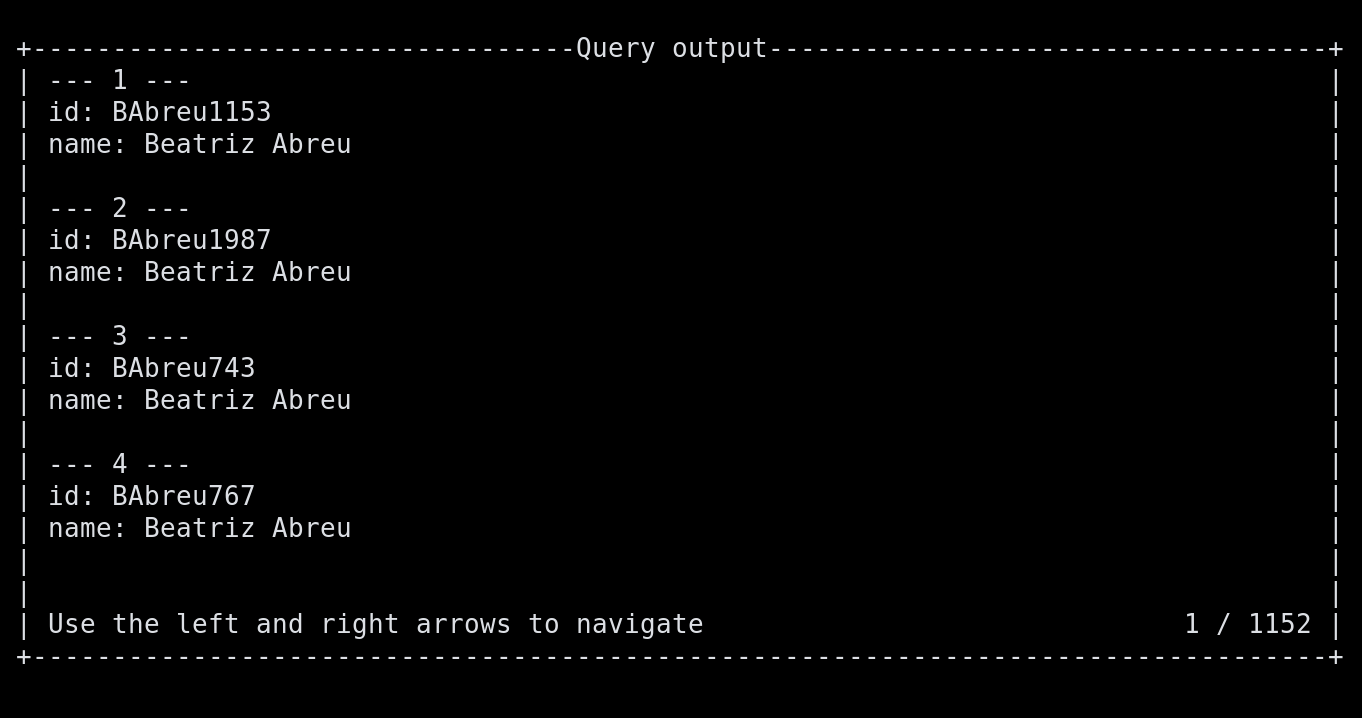 +----------------------------------Query output-----------------------------------+
| --- 1 --- |
| id: BAbreu1153 |
| name: Beatriz Abreu |
| |
| --- 2 --- |
| id: BAbreu1987 |
| name: Beatriz Abreu |
| |
| --- 3 --- |
| id: BAbreu743 |
| name: Beatriz Abreu |
| |
| --- 4 --- |
| id: BAbreu767 |
| name: Beatriz Abreu |
| |
| |
| Use the left and right arrows to navigate 1 / 1152 |
+---------------------------------------------------------------------------------+